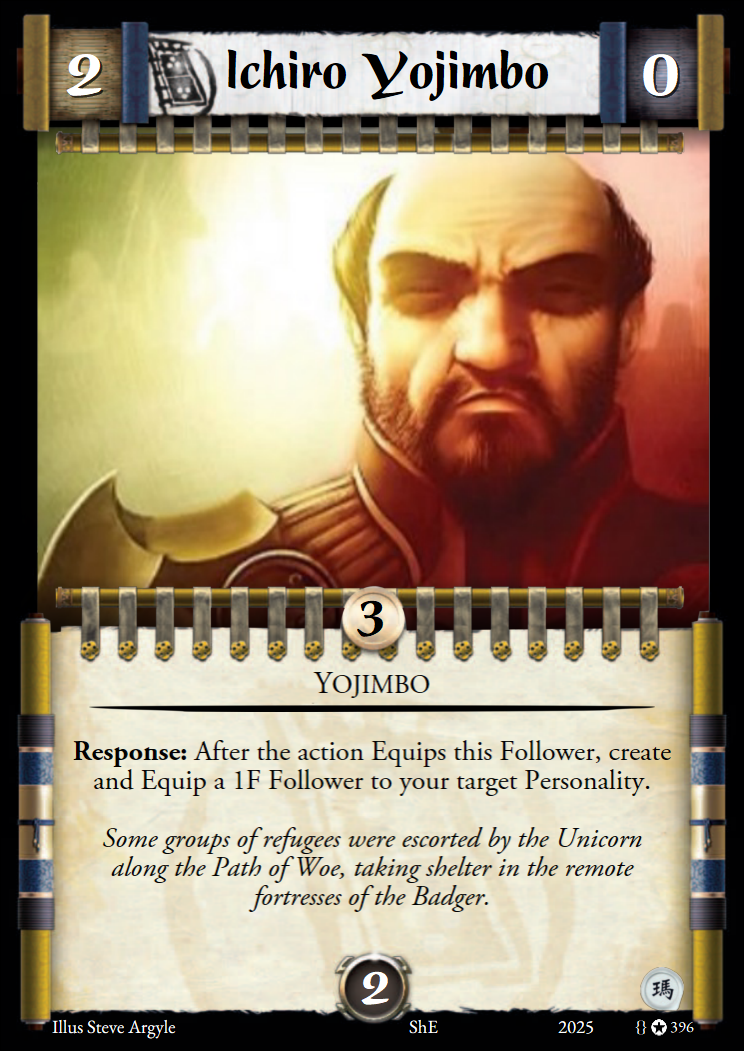 2
Ichiro Yojimbo
0
3
Yojimbo
Response: After the action Equips this Follower, create
and Equip a 1F Follower to your target Personality.
Some groups of refugees were escorted by the Unicorn
along the Path of Woe, taking shelter in the remote
fortresses of the Badger.
2
瑪
Illus Steve Argyle ShE 2025 {} ✪ 396